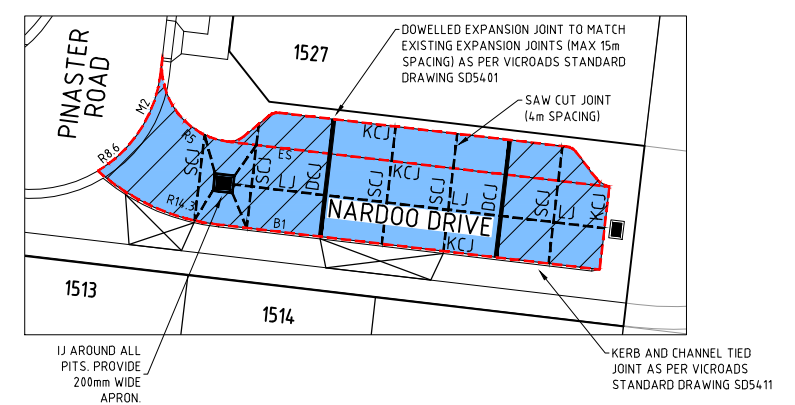 DOWELLED EXPANSION JOINT TO MATCH
EXISTING EXPANSION JOINTS (MAX 15m
SPACING) AS PER VICROADS STANDARD
DRAWING SD5401
1527
PINASTER
ROAD
SAW CUT JOINT
(4m SPACING)
M2
R5
KCJ
R8.6
SCJ
ES
SCJ
LJ
DCJ
KCJ
SCJ
SCJ
LJ
DCJ
SCJ
LJ
KCJ
R14.3
B1
NARDOO DRIVE
KCJ
1513
1514
IJ AROUND ALL
PITS. PROVIDE
200mm WIDE
APRON.
KERB AND CHANNEL TIED
JOINT AS PER VICROADS
STANDARD DRAWING SD5411